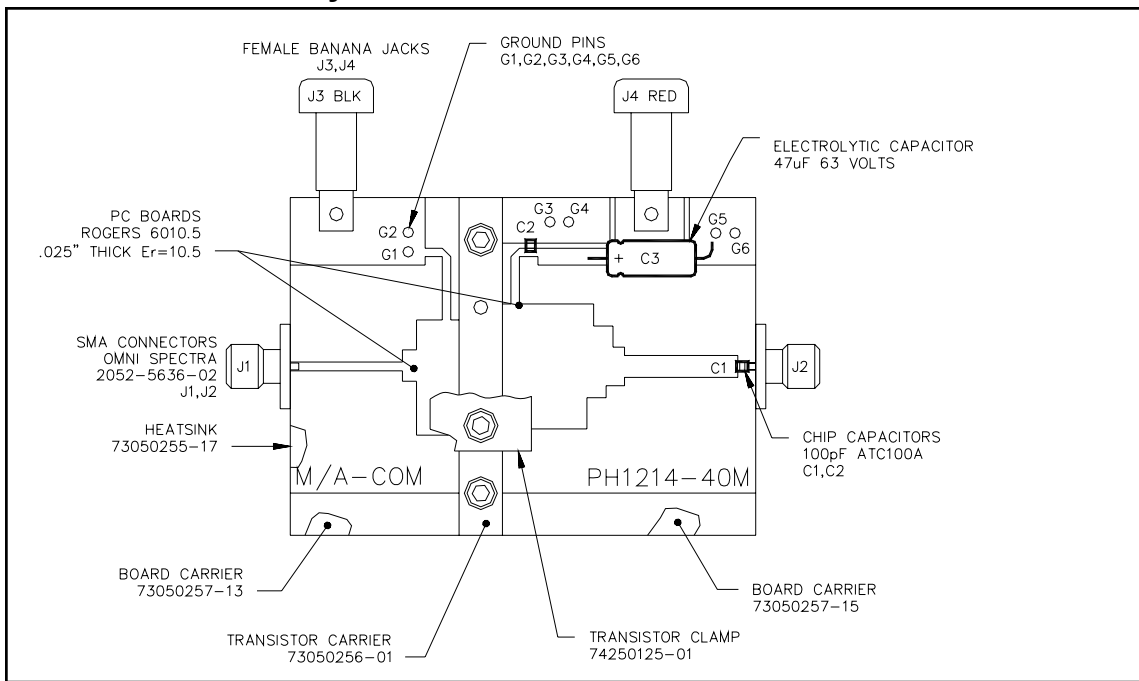 FEMALE BANANA JACKS
J3,J4
GROUND PINS
G1,G2,G3,G4,G5,G6
J3 BLK
J4 RED
ELECTROLYTIC CAPACITOR
47uF 63 VOLTS
PC BOARDS
ROGERS 6010.5
.025" THICK Er=10.5
G2
G1
C2
G3
G4
G5
G6
+ C3
SMA CONNECTORS
OMNI SPECTRA
2052-5636-02
J1,J2
J1
C1
J2
HEATSINK
73050255-17
CHIP CAPACITORS
100pF ATC100A
C1,C2
M/A-COM
PH1214-40M
BOARD CARRIER
73050257-13
BOARD CARRIER
73050257-15
TRANSISTOR CARRIER
73050256-01
TRANSISTOR CLAMP
74250125-01